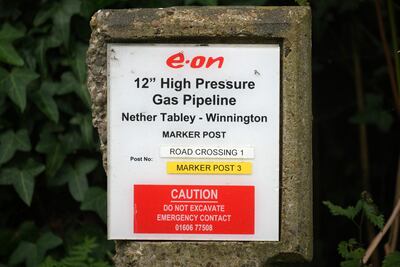 e·on
12" High Pressure
Gas Pipeline
Nether Tabley - Winnington
MARKER POST
ROAD CROSSING 1
Post No:
MARKER POST 3
CAUTION
DO NOT EXCAVATE
EMERGENCY CONTACT
01606 77508